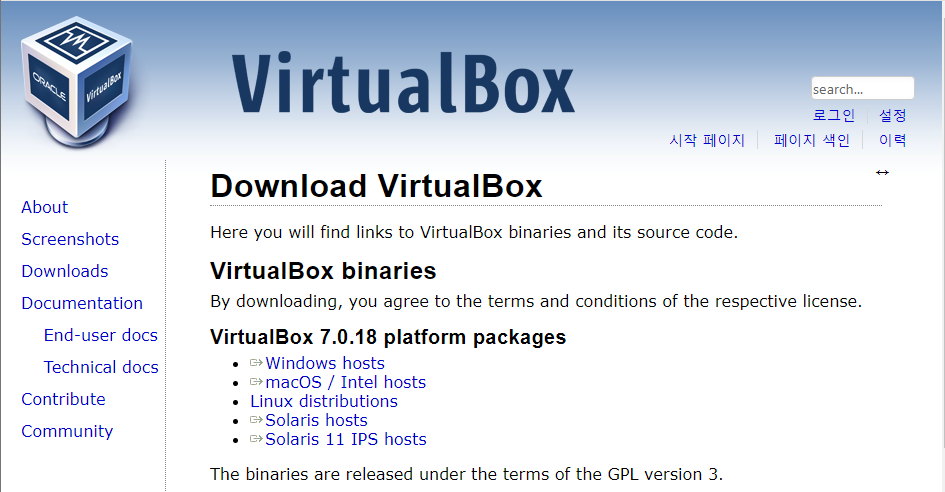 ORACLE
VirtualBox
VirtualBox
search...
로그인 설정
시작 페이지 페이지 색인 이력
↔
About
Screenshots
Downloads
Documentation
End-user docs
Technical docs
Contribute
Community
Download VirtualBox
Here you will find links to VirtualBox binaries and its source code.
VirtualBox binaries
By downloading, you agree to the terms and conditions of the respective license.
VirtualBox 7.0.18 platform packages
Windows hosts
macOS / Intel hosts
Linux distributions
Solaris hosts
Solaris 11 IPS hosts
The binaries are released under the terms of the GPL version 3.